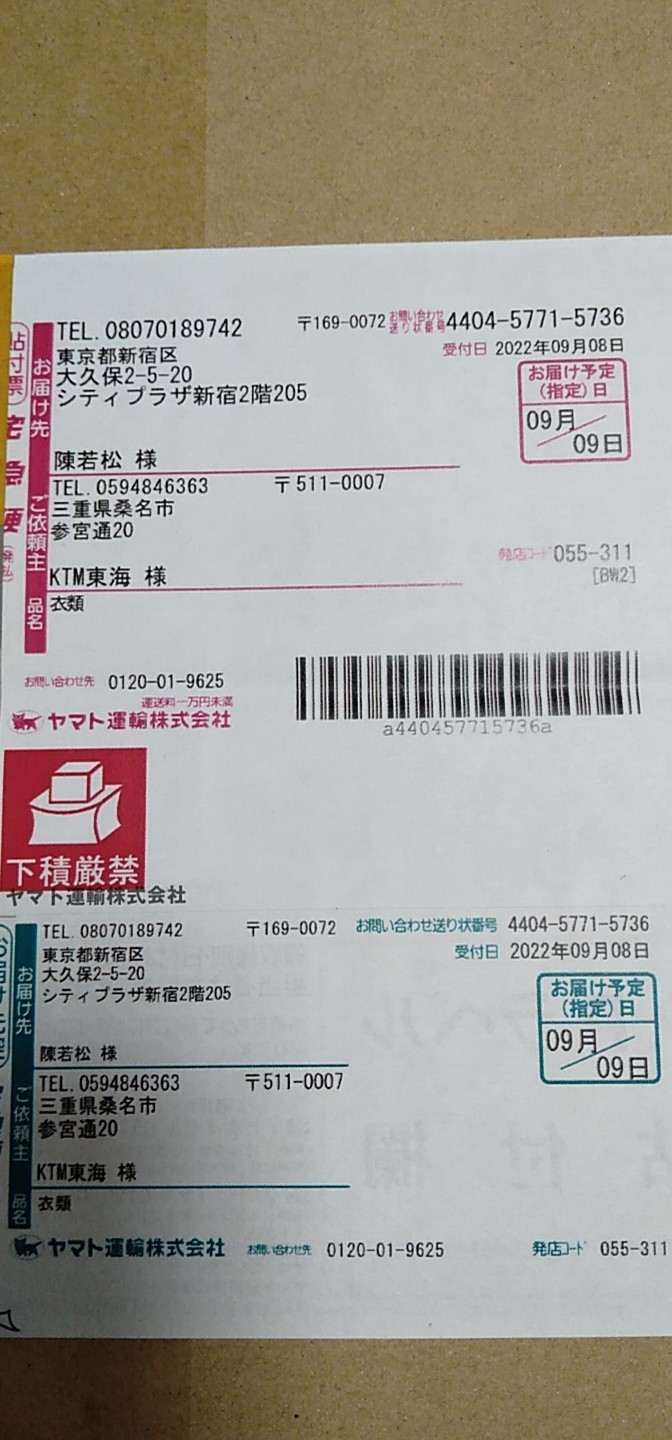 TEL.08070189742 〒169-0072 お問い合わせ送り状番号 4404-5771-5736
受付日 2022年09月08日
貼付票
宅急便
(発払)
お届け先
東京都新宿区
大久保2-5-20
シティプラザ新宿2階205
お届け予定
(指定)日
09月
09日
陳若松 様
ご依頼主
TEL.0594846363 〒511-0007
三重県桑名市
参宮通20
発店コード 055-311
[BW2]
KTM東海 様
品名
衣類
お問い合わせ先 0120-01-9625
運送料一万円未満
ヤマト運輸株式会社
a440457715736a
下積厳禁
ヤマト運輸株式会社
TEL.08070189742 〒169-0072 お問い合わせ送り状番号 4404-5771-5736
受付日 2022年09月08日
お届け先
東京都新宿区
大久保2-5-20
シティプラザ新宿2階205
お届け予定
(指定)日
09月
09日
陳若松 様
ご依頼主
TEL.0594846363 〒511-0007
三重県桑名市
参宮通20
KTM東海 様
品名
衣類
ヤマト運輸株式会社 お問い合わせ先 0120-01-9625 発店コード 055-311